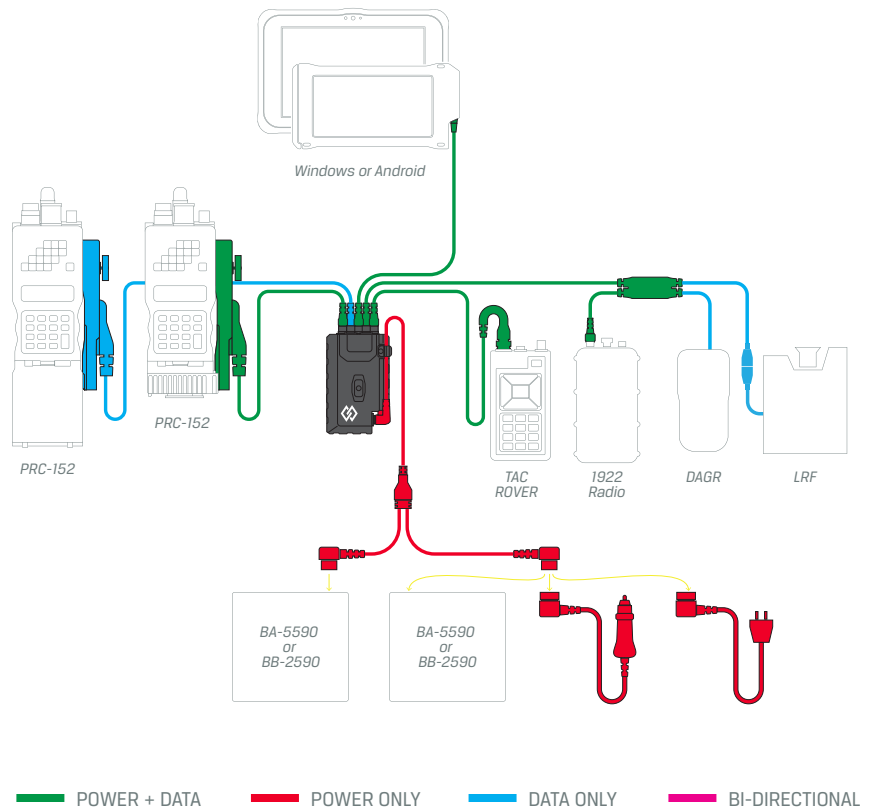 Windows or Android
PRC-152
PRC-152
TAC
ROVER
1922
Radio
DAGR
LRF
BA-5590
or
BB-2590
BA-5590
or
BB-2590
POWER + DATA
POWER ONLY
DATA ONLY
BI-DIRECTIONAL